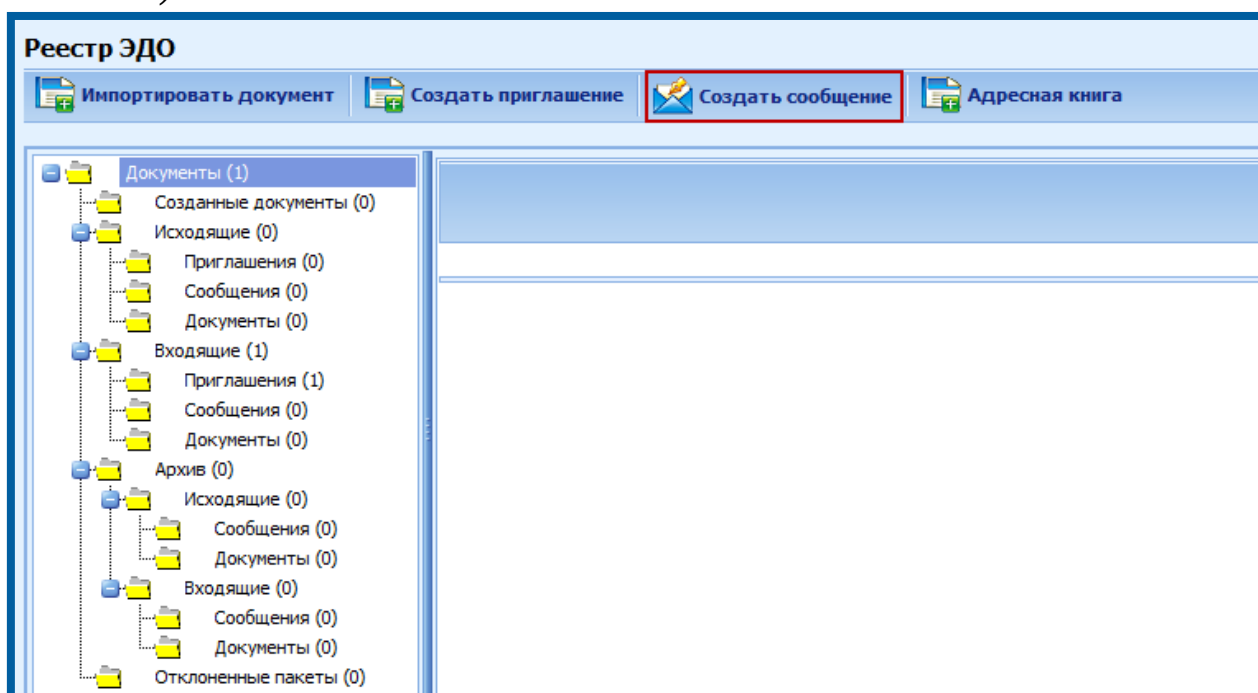 Реестр ЭДО
Импортировать документ Создать приглашение Создать сообщение Адресная книга
Документы (1)
Созданные документы (0)
Исходящие (0)
Приглашения (0)
Сообщения (0)
Документы (0)
Входящие (1)
Приглашения (1)
Сообщения (0)
Документы (0)
Архив (0)
Исходящие (0)
Сообщения (0)
Документы (0)
Входящие (0)
Сообщения (0)
Документы (0)
Отклоненные пакеты (0)